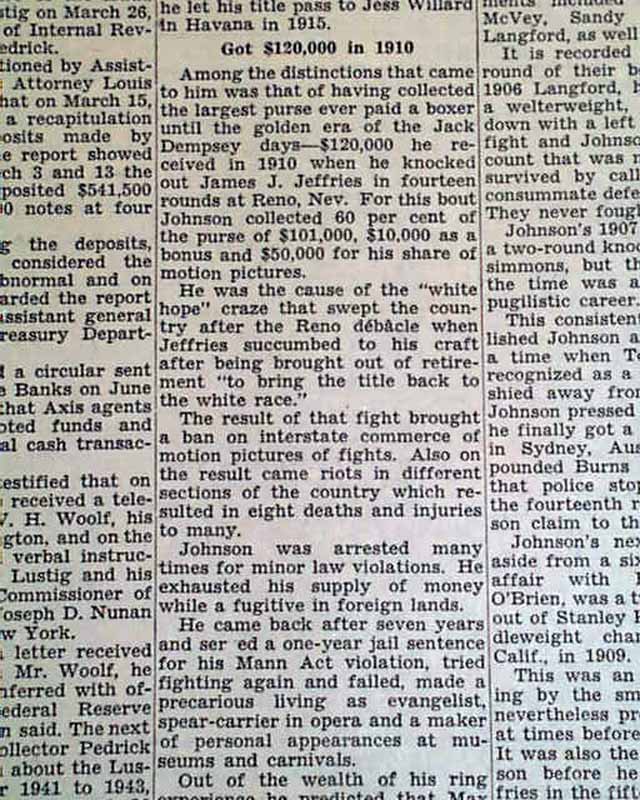 stig on March 26,
of Internal Rev-
edrick.
tioned by Assist-
Attorney Louis
hat on March 15,
a recapitulation
osits made by
e report showed
ch 3 and 13 the
posited $541,500
00 notes at four
g the deposits,
considered the
bnormal and on
arded the report
assistant general
reasury Depart-
d a circular sent
e Banks on June
that Axis agents
oted funds and
al cash transac-
testified that on
received a tele-
W. H. Woolf, his
gton, and on the
verbal instruc-
Lustig and his
Commissioner of
Joseph D. Nunan
w York.
letter received
Mr. Woolf, he
nferred with of-
ederal Reserve
n said. The next
ollector Pedrick
about the Lus-
r 1941 to 1943,
he let his title pass to Jess Willard
in Havana in 1915.
Got $120,000 in 1910
Among the distinctions that came
to him was that of having collected
the largest purse ever paid a boxer
until the golden era of the Jack
Dempsey days—$120,000 he re-
ceived in 1910 when he knocked
out James J. Jeffries in fourteen
rounds at Reno, Nev. For this bout
Johnson collected 60 per cent of
the purse of $101,000, $10,000 as a
bonus and $50,000 for his share of
motion pictures.
He was the cause of the "white
hope" craze that swept the coun-
try after the Reno débâcle when
Jeffries succumbed to his craft
after being brought out of retire-
ment "to bring the title back to
the white race."
The result of that fight brought
a ban on interstate commerce of
motion pictures of fights. Also on
the result came riots in different
sections of the country which re-
sulted in eight deaths and injuries
to many.
Johnson was arrested many
times for minor law violations. He
exhausted his supply of money
while a fugitive in foreign lands.
He came back after seven years
and ser ed a one-year jail sentence
for his Mann Act violation, tried
fighting again and failed, made a
precarious living as evangelist,
spear-carrier in opera and a maker
of personal appearances at mu-
seums and carnivals.
Out of the wealth of his ring
experience he predicted that Max
ments included
McVey, Sandy
Langford, as well
It is recorded
round of their b
1906 Langford, h
a welterweight,
down with a left
fight and Johnso
count that was r
survived by call
consummate defe
They never foug
Johnson's 1907
a two-round kno
simmons, but th
the time was a
pugilistic career.
This consistent
lished Johnson a
a time when To
recognized as a
shied away from
Johnson pressed
he finally got a
in Sydney, Aus
pounded Burns
that police stop
the fourteenth r
son claim to th
Johnson's nex
aside from a six
affair with
O'Brien, was a t
out of Stanley K
dleweight cha
Calif., in 1909.
This was an
ing by the sm
nevertheless pr
at times before
It was also the
son before he
fries in the fift